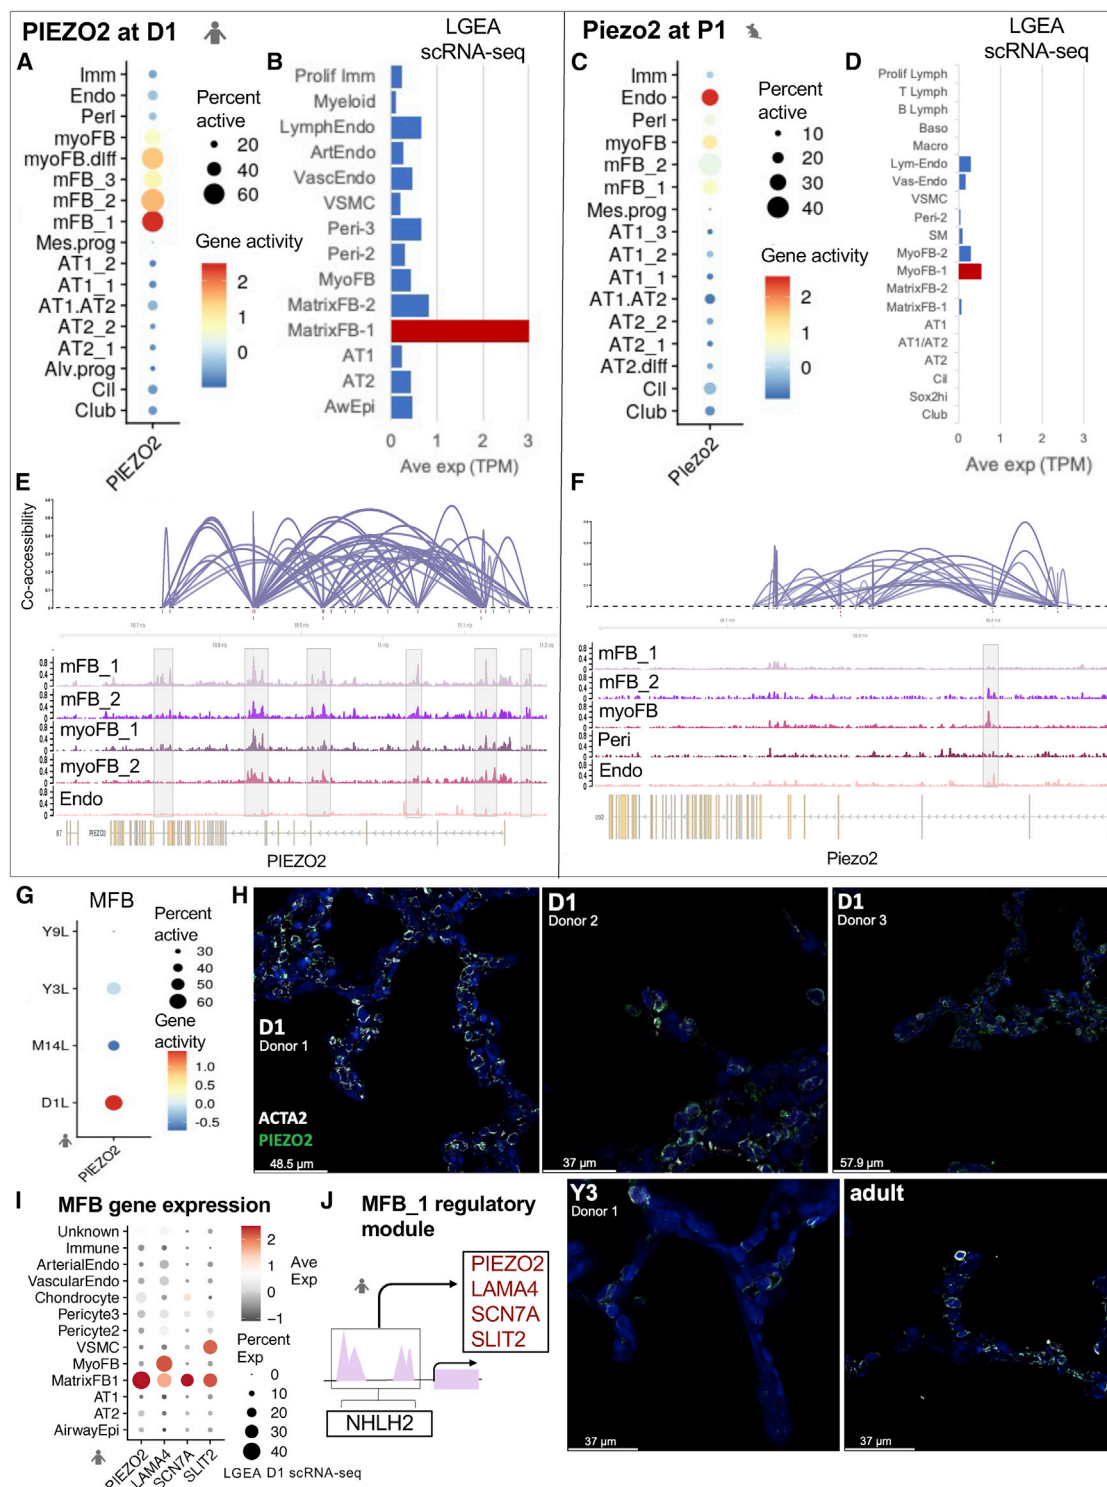 PIEZO2 at D1
LGEA
scRNA-seq
A
B
Imm
Endo
Peri
myoFB
myoFB.diff
mFB_3
mFB_2
mFB_1
Mes.prog
AT1_2
AT1_1
AT1.AT2
AT2_2
AT2_1
Alv.prog
Cil
Club
PIEZO2
Percent
active
20
40
60
Gene activity
2
1
0
Prolif Imm
Myeloid
LymphEndo
ArtEndo
VascEndo
VSMC
Peri-3
Peri-2
MyoFB
MatrixFB-2
MatrixFB-1
AT1
AT2
AwEpi
0 1 2 3
Ave exp (TPM)
Piezo2 at P1
LGEA
scRNA-seq
C
D
Imm
Endo
Peri
myoFB
mFB_2
mFB_1
Mes.prog
AT1_3
AT1_2
AT1_1
AT1.AT2
AT2_2
AT2_1
AT2.diff
Cil
Club
Piezo2
Percent
active
10
20
30
40
Gene activity
2
1
0
Prolif Lymph
T Lymph
B Lymph
Baso
Macro
Lym-Endo
Vas-Endo
VSMC
Peri-2
SM
MyoFB-2
MyoFB-1
MatrixFB-2
MatrixFB-1
AT1
AT1/AT2
AT2
Cil
Sox2hi
Club
0 1 2 3
Ave exp (TPM)
E
Co-accessibility
mFB_1
mFB_2
myoFB_1
myoFB_2
Endo
PIEZO2
PIEZO2
F
mFB_1
mFB_2
myoFB
Peri
Endo
Piezo2
G
MFB
Y9L
Y3L
M14L
D1L
PIEZO2
Percent
active
30
40
50
60
Gene
activity
1.0
0.5
0.0
-0.5
H
D1
Donor 1
ACTA2
PIEZO2
48.5 µm
D1
Donor 2
37 µm
D1
Donor 3
57.9 µm
Y3
Donor 1
37 µm
adult
37 µm
I
MFB gene expression
Unknown
Immune
ArterialEndo
VascularEndo
Chondrocyte
Pericyte3
Pericyte2
VSMC
MyoFB
MatrixFB1
AT1
AT2
AirwayEpi
PIEZO2
LAMA4
SCN7A
SLIT2
2
1
0
−1
Ave
Exp
Percent
Exp
0
10
20
30
40
LGEA D1 scRNA-seq
J
MFB_1 regulatory
module
PIEZO2
LAMA4
SCN7A
SLIT2
NHLH2